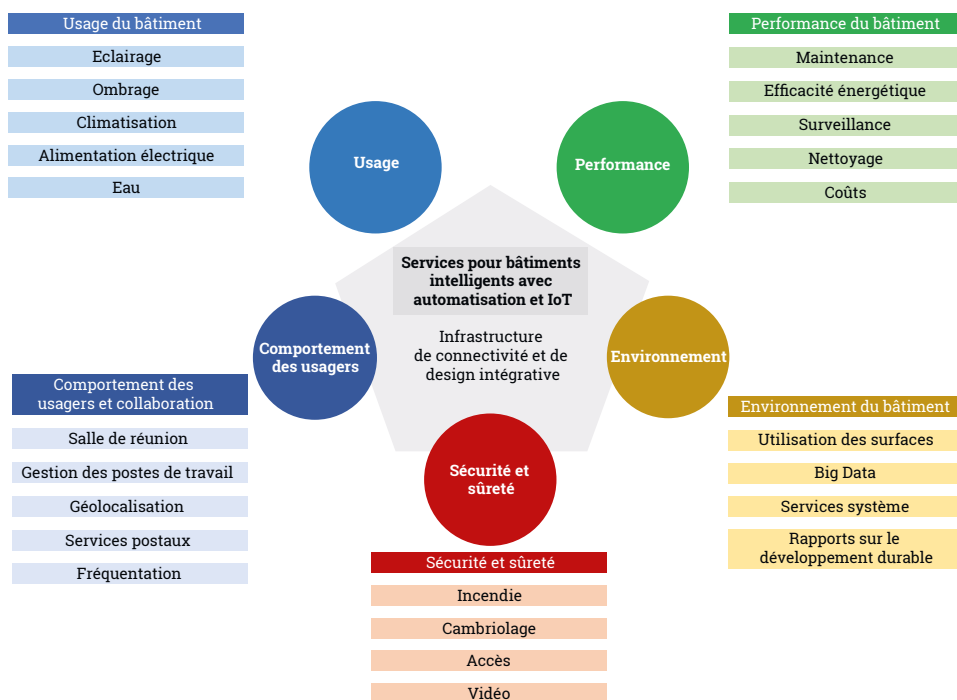 Usage du bâtiment
Eclairage
Ombrage
Climatisation
Alimentation électrique
Eau
Performance du bâtiment
Maintenance
Efficacité énergétique
Surveillance
Nettoyage
Coûts
Usage
Performance
Services pour bâtiments
intelligents avec
automatisation et IoT
Infrastructure
de connectivité et de
design intégrative
Comportement
des usagers
Environnement
Sécurité et
sûreté
Comportement des
usagers et collaboration
Salle de réunion
Gestion des postes de travail
Géolocalisation
Services postaux
Fréquentation
Environnement du bâtiment
Utilisation des surfaces
Big Data
Services système
Rapports sur le
développement durable
Sécurité et sûreté
Incendie
Cambriolage
Accès
Vidéo